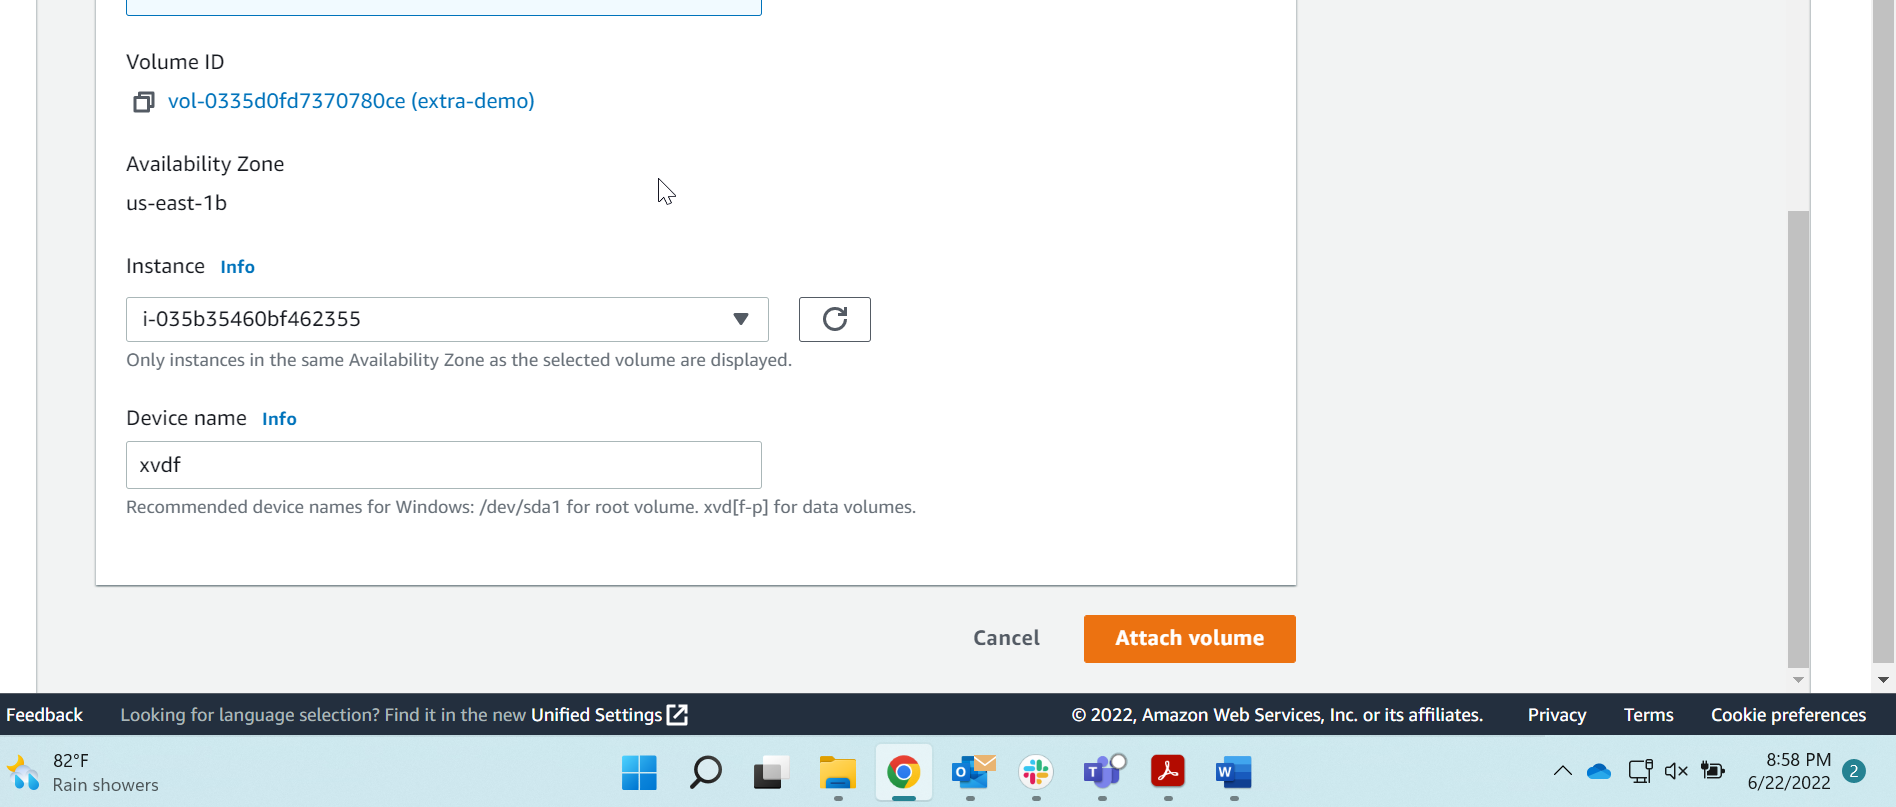 Volume ID
vol-0335d0fd7370780ce (extra-demo)
Availability Zone
us-east-1b
Instance Info
i-035b35460bf462355
Only instances in the same Availability Zone as the selected volume are displayed.
Device name Info
xvdf
Recommended device names for Windows: /dev/sda1 for root volume. xvd[f-p] for data volumes.
Cancel Attach volume
Feedback Looking for language selection? Find it in the new Unified Settings © 2022, Amazon Web Services, Inc. or its affiliates. Privacy Terms Cookie preferences
82°F
Rain showers
8:58 PM
6/22/2022
2